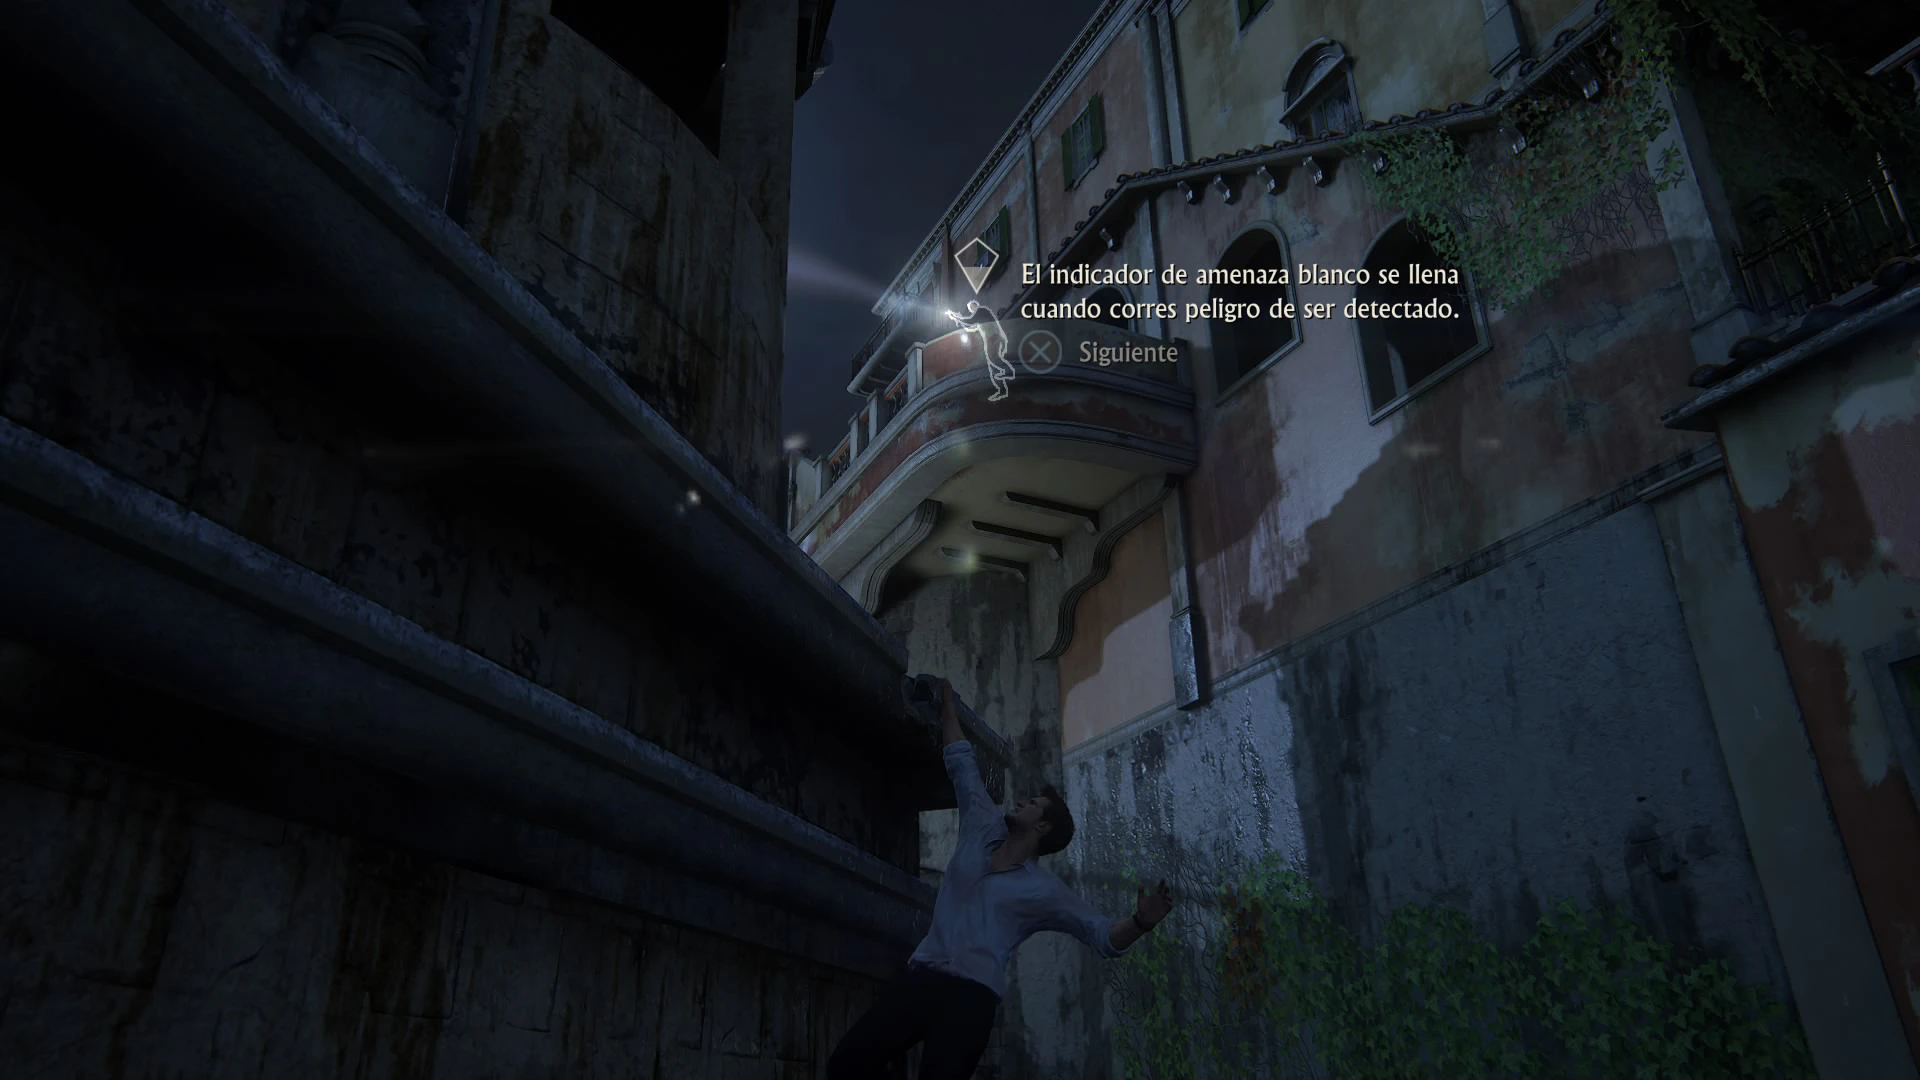 El indicador de amenaza blanco se llena
cuando corres peligro de ser detectado.
Siguiente